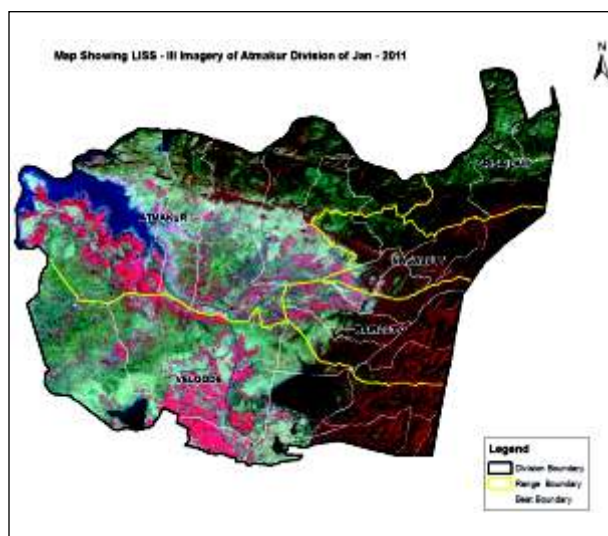 Map Showing LISS - III Imagery of Atmakur Division of Jan - 2011
N
ATMAKUR
VELGODE
Legend
Division Boundary
Range Boundary
Beat Boundary